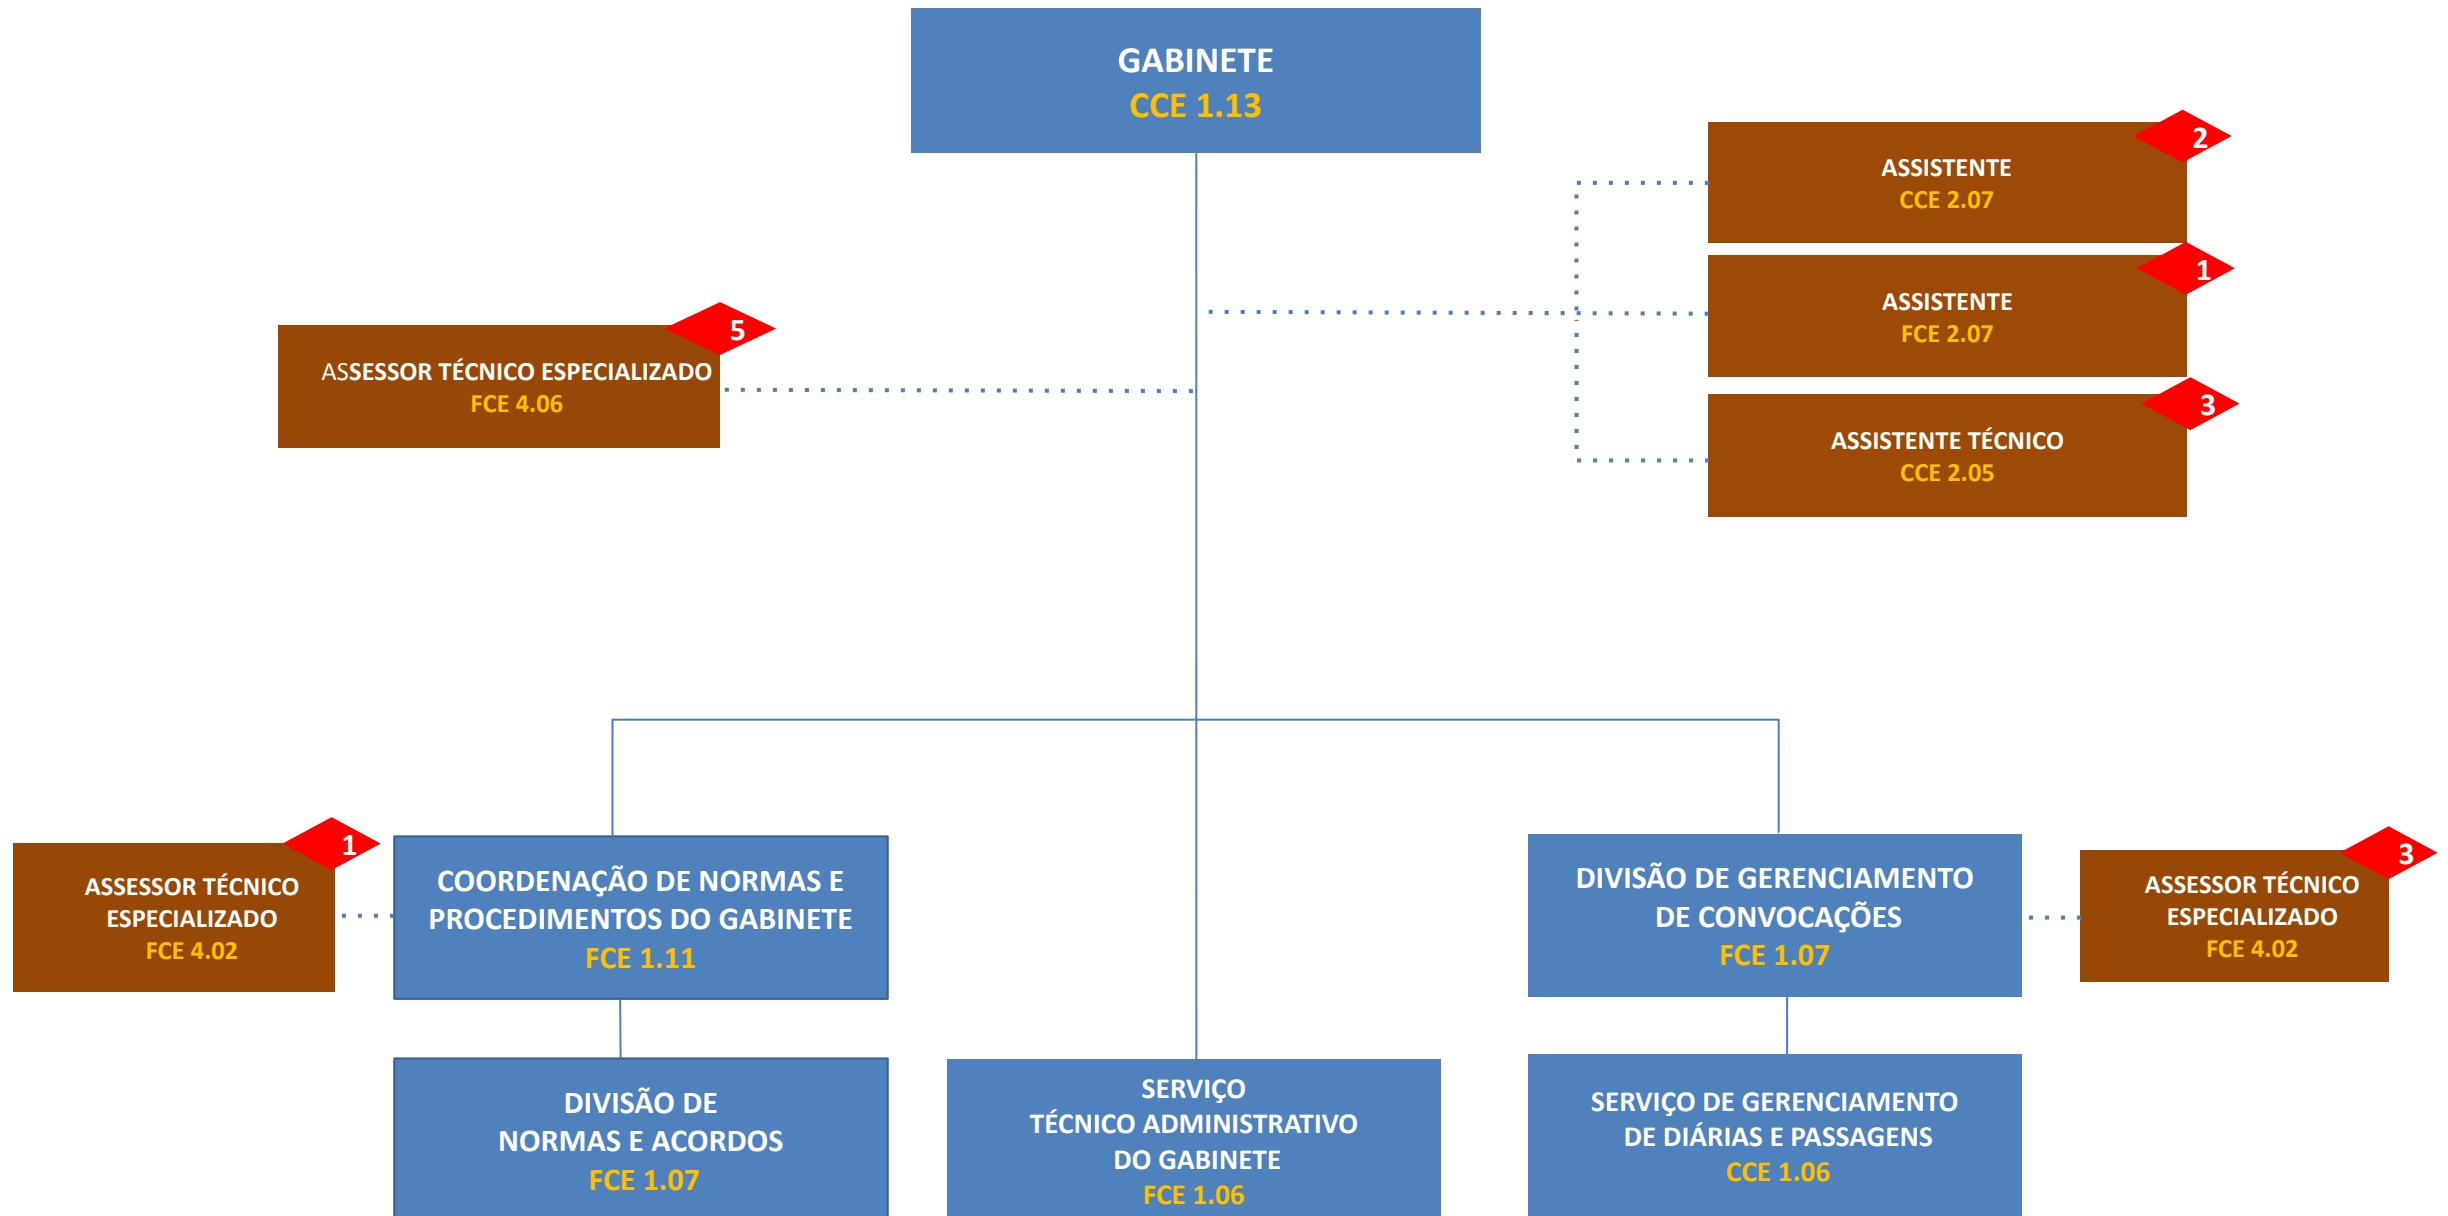 GABINETE
CCE 1.13
2
ASSISTENTE
CCE 2.07
1
ASSISTENTE
FCE 2.07
5
ASSESSOR TÉCNICO ESPECIALIZADO
FCE 4.06
3
ASSISTENTE TÉCNICO
CCE 2.05
1
ASSESSOR TÉCNICO
ESPECIALIZADO
FCE 4.02
COORDENAÇÃO DE NORMAS E
PROCEDIMENTOS DO GABINETE
FCE 1.11
DIVISÃO DE GERENCIAMENTO
DE CONVOCAÇÕES
FCE 1.07
3
ASSESSOR TÉCNICO
ESPECIALIZADO
FCE 4.02
DIVISÃO DE
NORMAS E ACORDOS
FCE 1.07
SERVIÇO
TÉCNICO ADMINISTRATIVO
DO GABINETE
FCE 1.06
SERVIÇO DE GERENCIAMENTO
DE DIÁRIAS E PASSAGENS
CCE 1.06